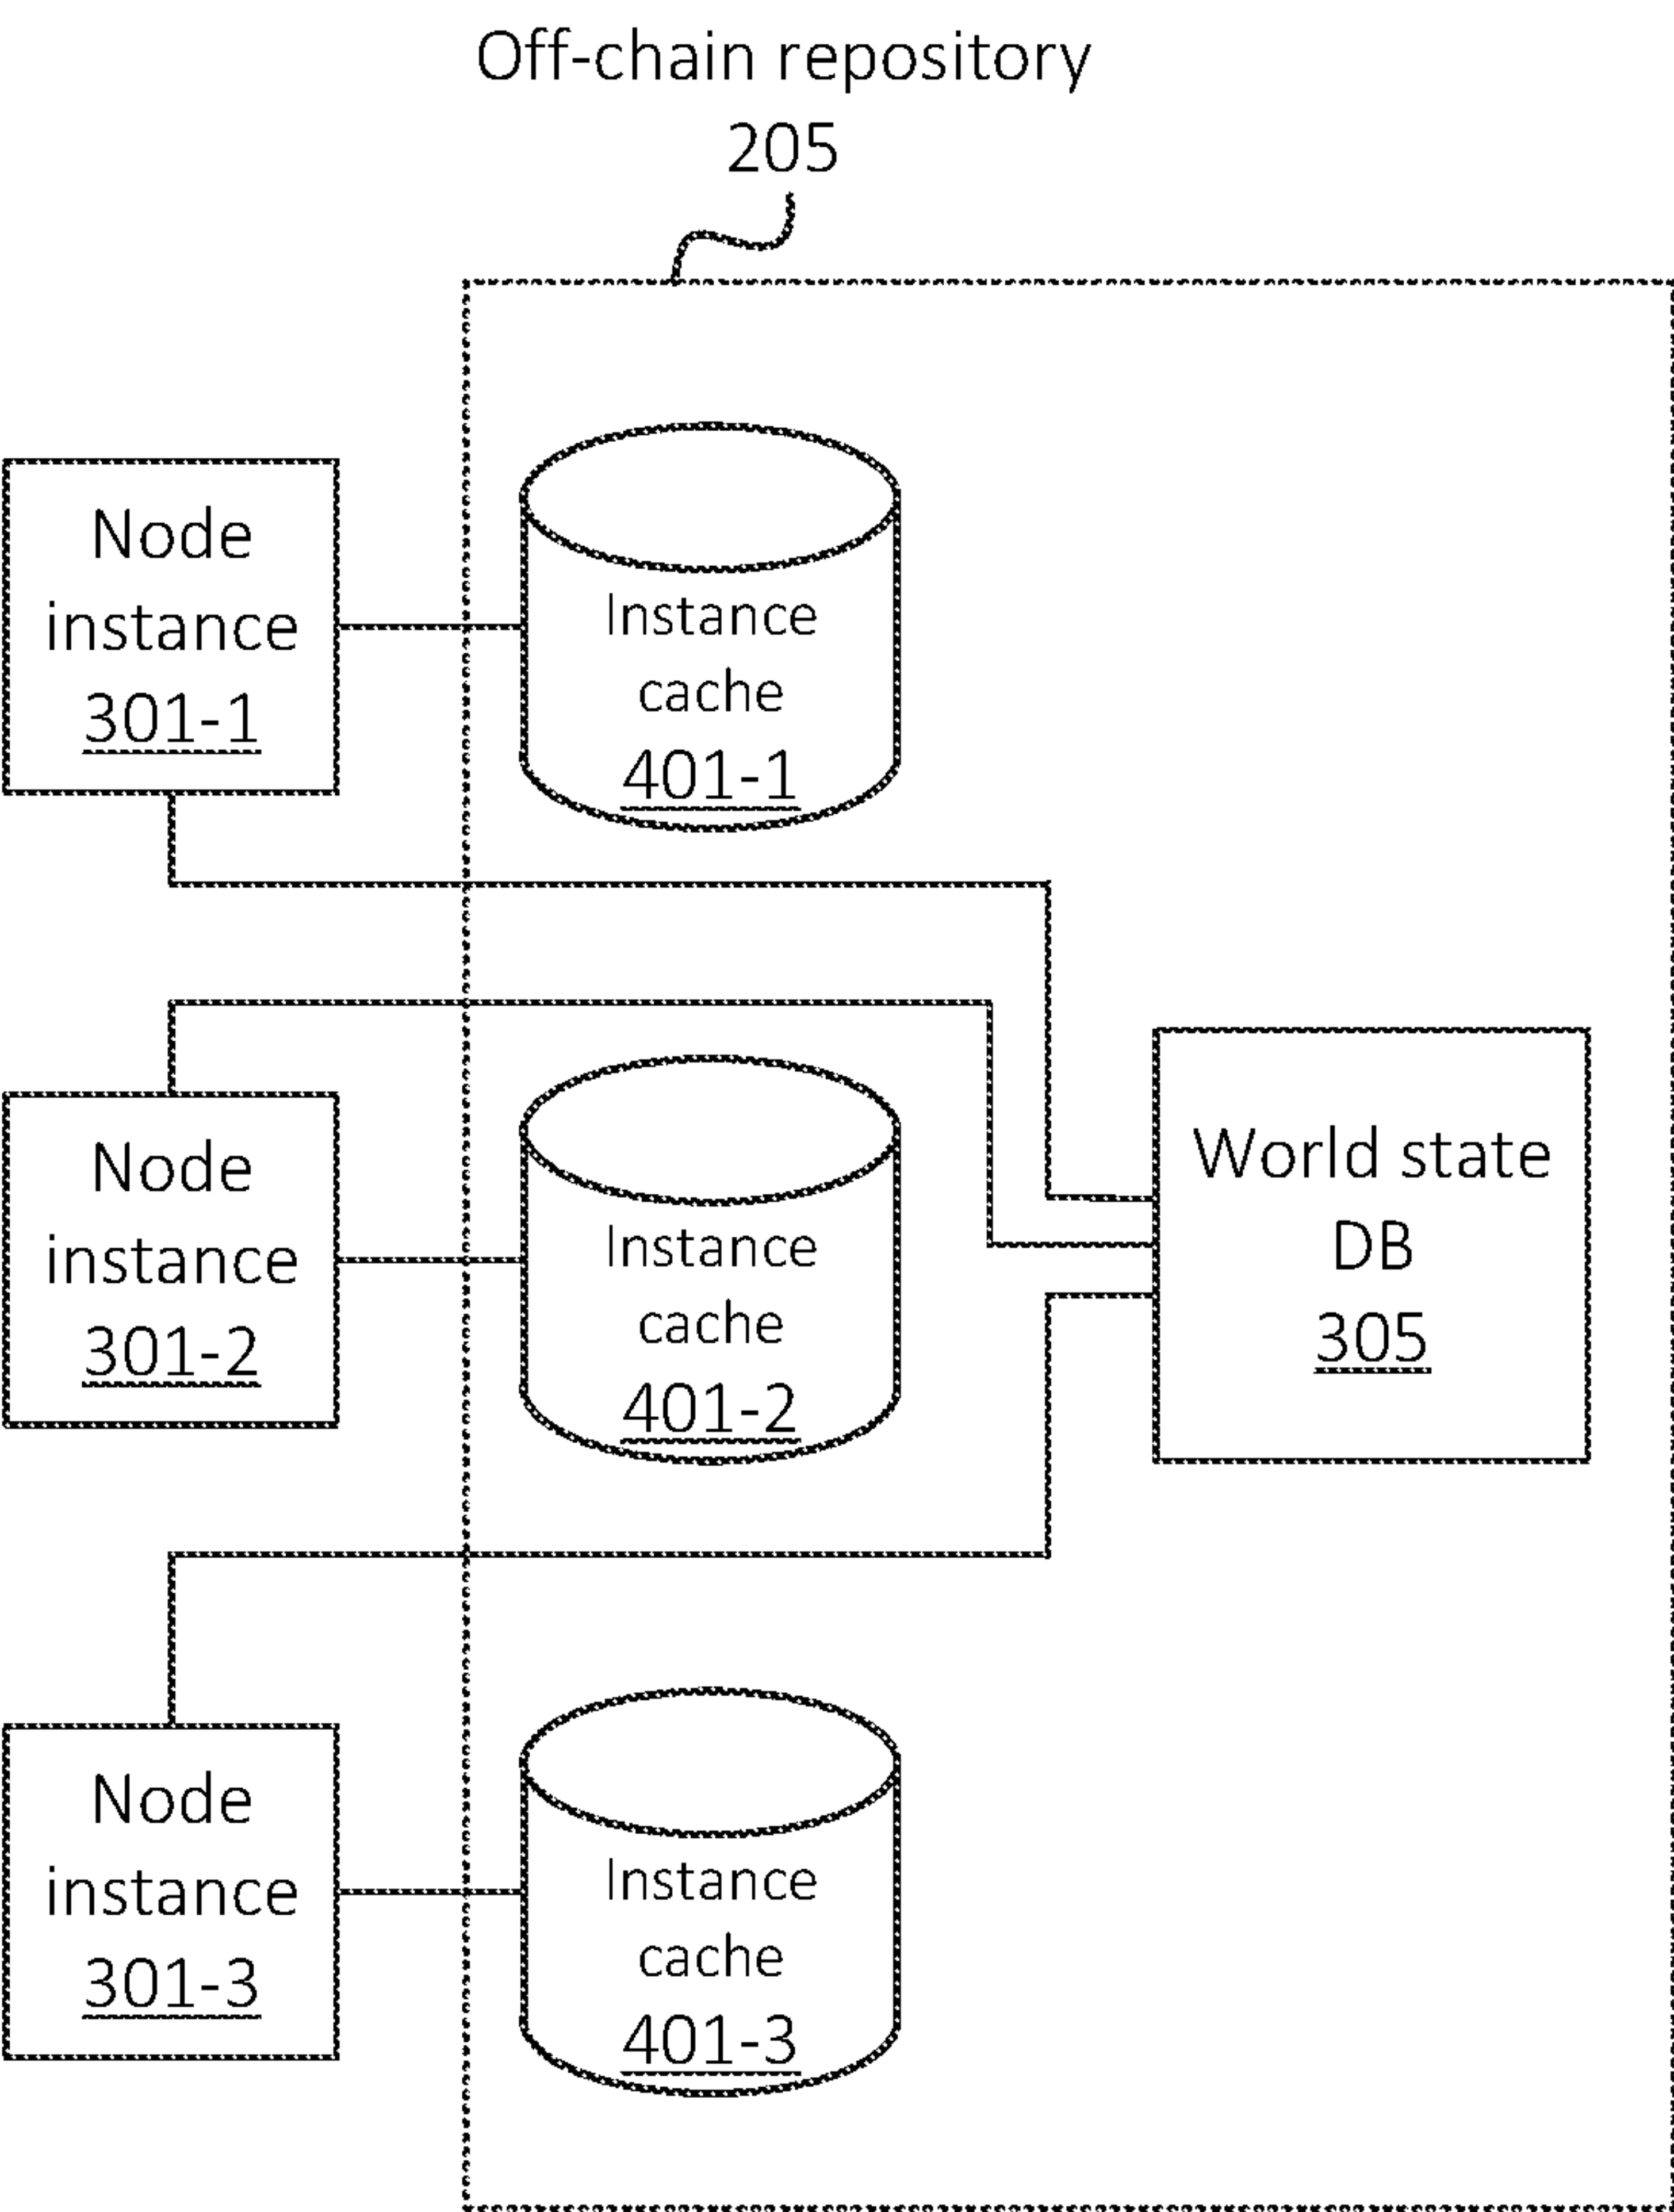 Off-chain repository
205
Node
instance
301-1
Instance
cache
401-1
Node
instance
301-2
Instance
cache
401-2
World state
DB
305
Node
instance
301-3
Instance
cache
401-3